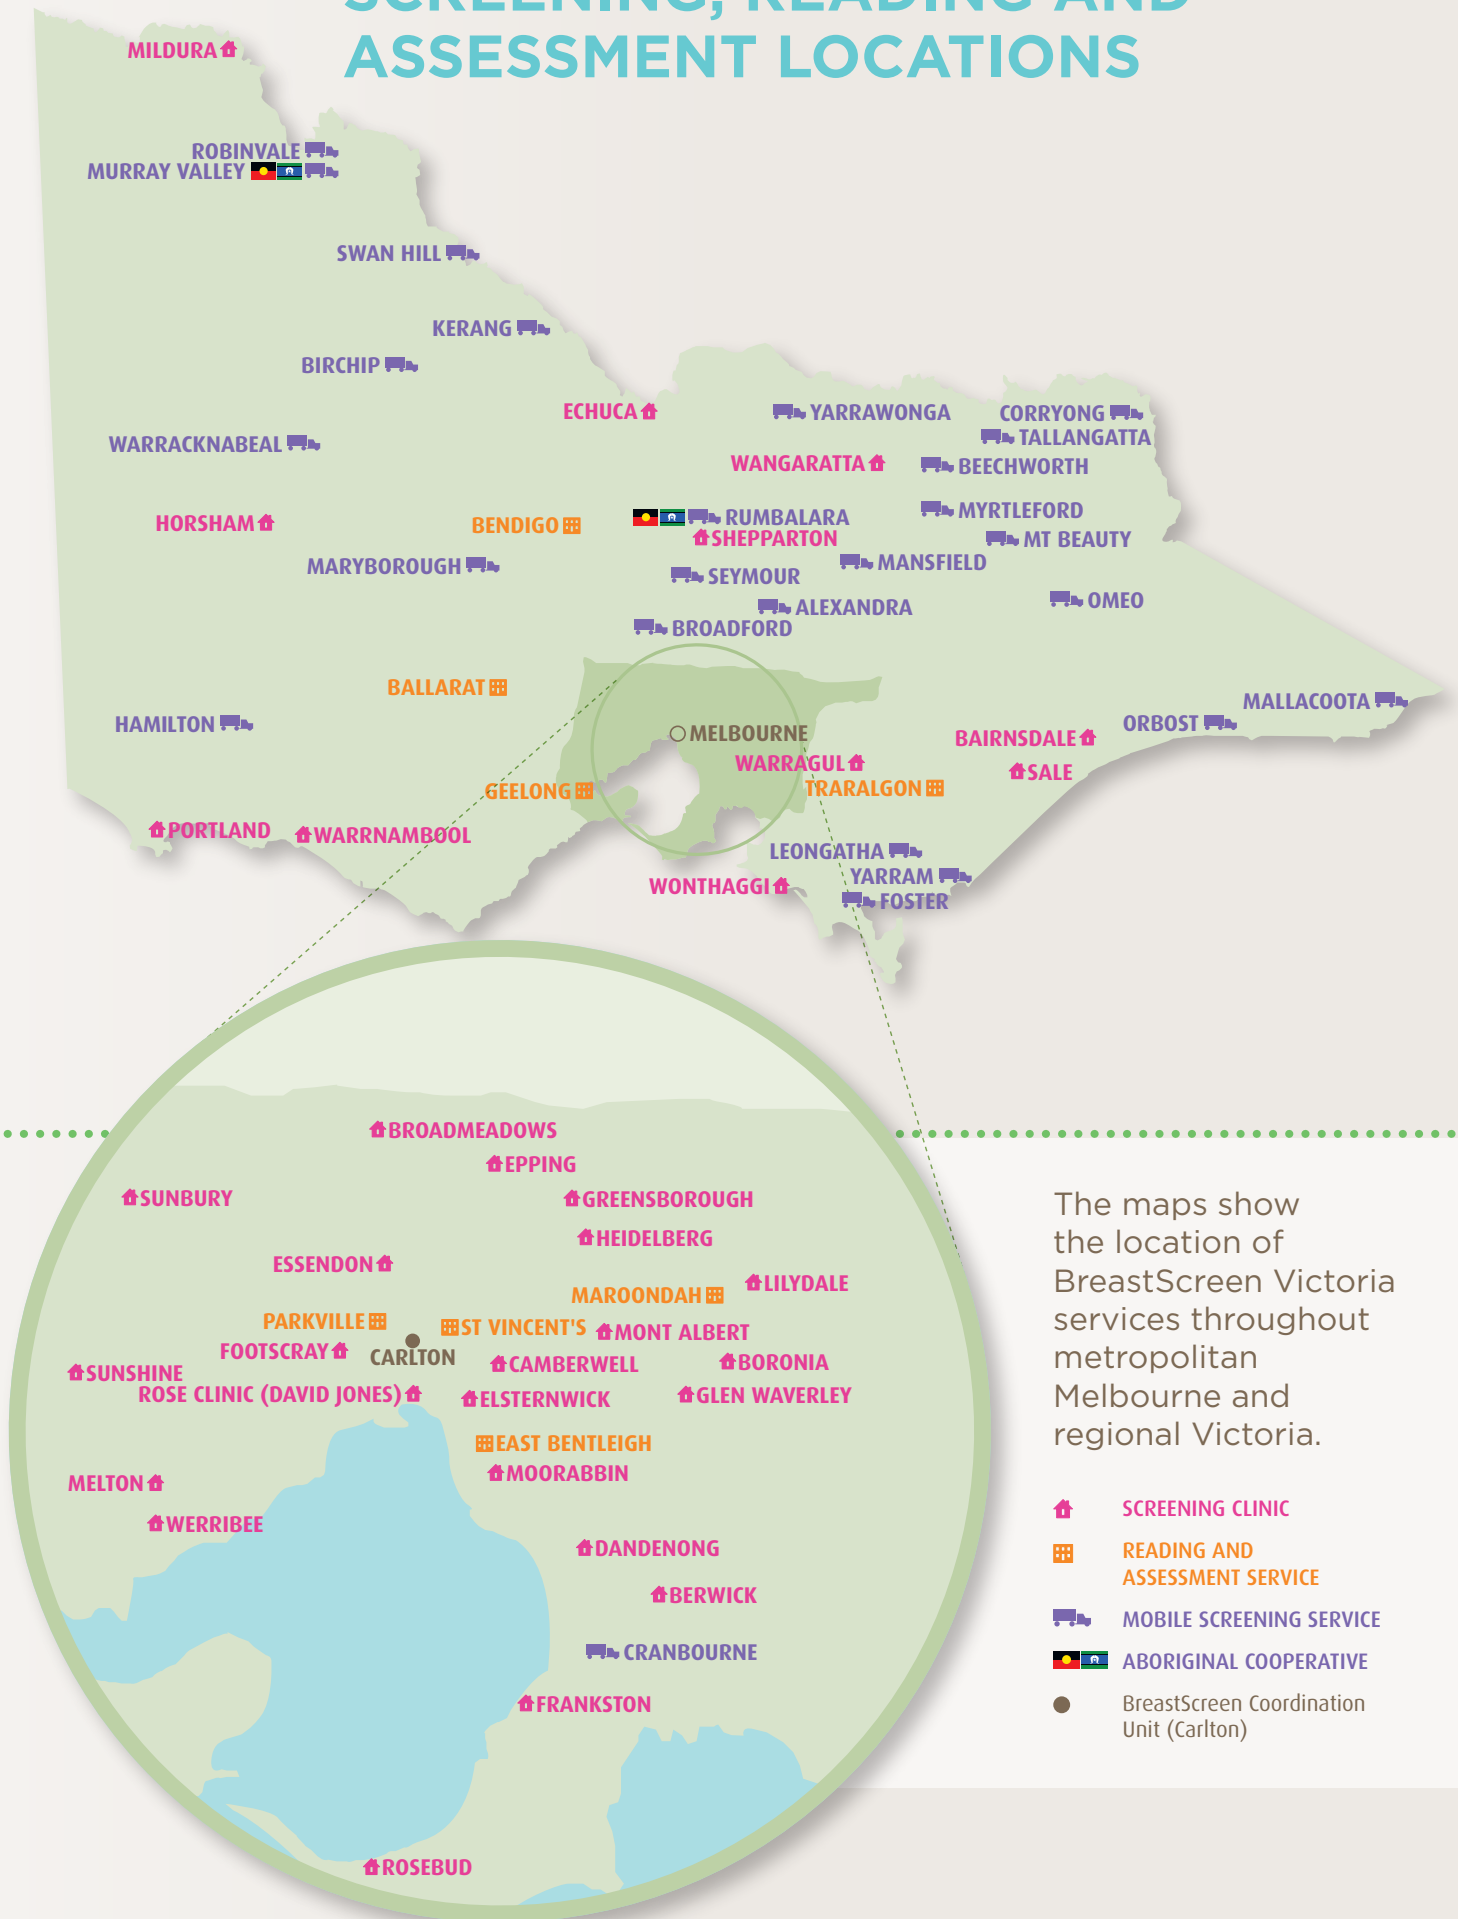 SCREENING, READING AND
ASSESSMENT LOCATIONS
MILDURA
ROBINVALE
MURRAY VALLEY
SWAN HILL
KERANG
BIRCHIP
ECHUCA
YARRAWONGA
CORRYONG
TALLANGATTA
WARRACKNABEAL
WANGARATTA
BEECHWORTH
HORSHAM
BENDIGO
RUMBALARA
MYRTLEFORD
SHEPPARTON
MT BEAUTY
MARYBOROUGH
MANSFIELD
SEYMOUR
ALEXANDRA
OMEO
BROADFORD
BALLARAT
MALLACOOTA
HAMILTON
ORBOST
MELBOURNE
BAIRNSDALE
WARRAGUL
SALE
GEELONG
TRARALGON
PORTLAND
WARRNAMBOOL
LEONGATHA
YARRAM
WONTHAGGI
FOSTER
BROADMEADOWS
EPPING
SUNBURY
GREENSBOROUGH
HEIDELBERG
ESSENDON
LILYDALE
MAROONDAH
PARKVILLE
ST VINCENT'S
MONT ALBERT
FOOTSCRAY
CARLTON
CAMBERWELL
BORONIA
SUNSHINE
ROSE CLINIC (DAVID JONES)
ELSTERNWICK
GLEN WAVERLEY
EAST BENTLEIGH
MOORABBIN
MELTON
WERRIBEE
DANDENONG
BERWICK
CRANBOURNE
FRANKSTON
ROSEBUD
The maps show
the location of
BreastScreen Victoria
services throughout
metropolitan
Melbourne and
regional Victoria.
SCREENING CLINIC
READING AND
ASSESSMENT SERVICE
MOBILE SCREENING SERVICE
ABORIGINAL COOPERATIVE
BreastScreen Coordination
Unit (Carlton)